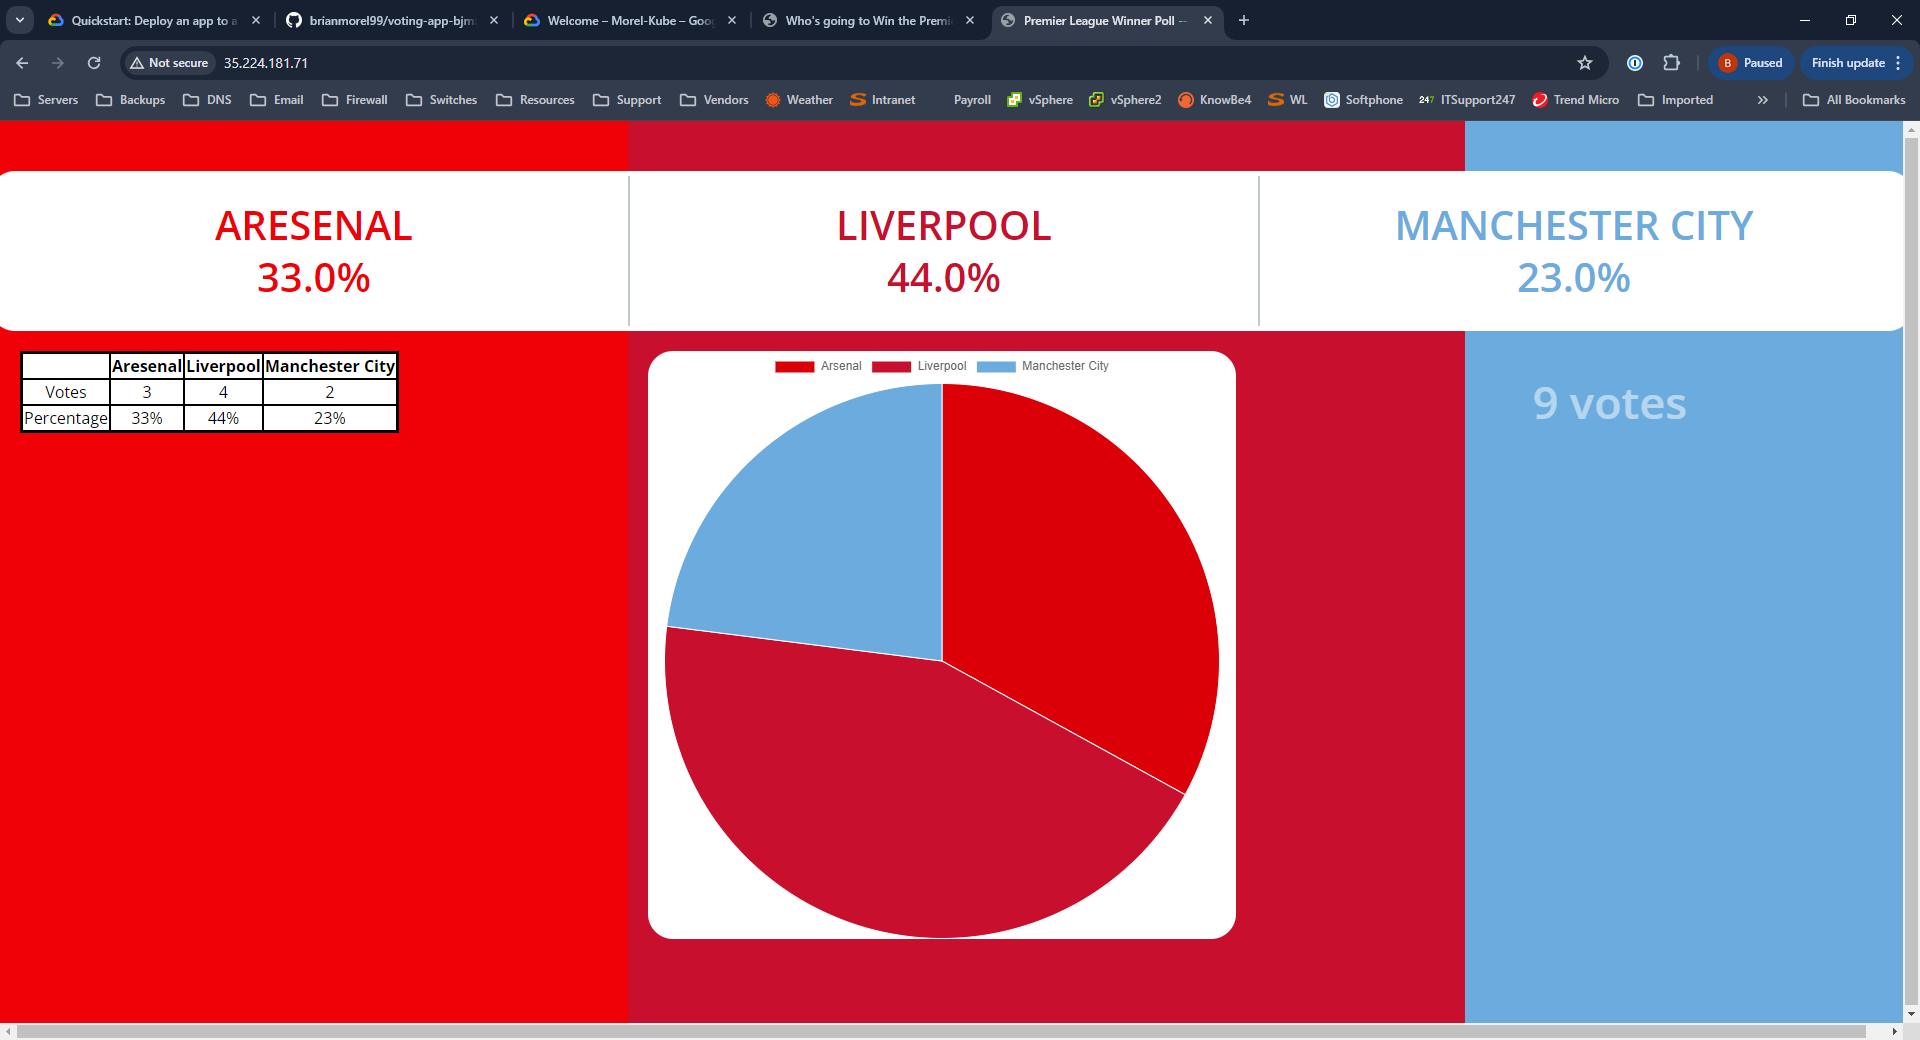 Quickstart: Deploy an app to a
brianmorel99/voting-app-bjm
Welcome – Morel-Kube – Goo
Who's going to Win the Premi
Premier League Winner Poll --
Not secure
35.224.181.71
B Paused
Finish update
Servers
Backups
DNS
Email
Firewall
Switches
Resources
Support
Vendors
Weather
Intranet
Payroll
vSphere
vSphere2
KnowBe4
WL
Softphone
247 ITSupport247
Trend Micro
Imported
All Bookmarks
ARESENAL
33.0%
LIVERPOOL
44.0%
MANCHESTER CITY
23.0%
Aresenal Liverpool Manchester City
Votes 3 4 2
Percentage 33% 44% 23%
Arsenal Liverpool Manchester City
9 votes